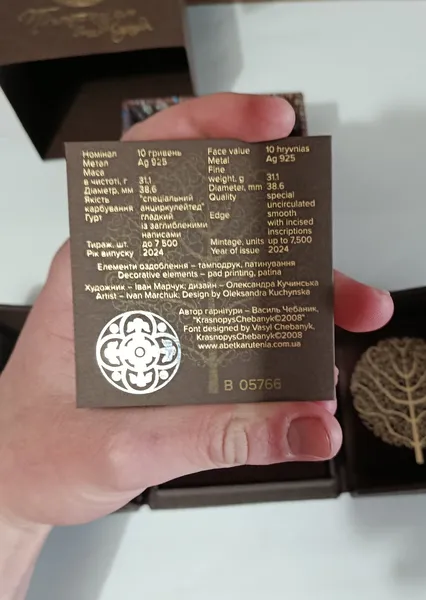 Номінал 10 гривень Face value 10 hryvnias
Метал Ag 925 Metal Ag 925
Маса Fine
в чистоті, г 31,1 weight, g 31,1
Діаметр, мм 38,6 Diameter, mm 38,6
Якість "спеціальний Quality special
карбування анциркулейтед" uncirculated
Гурт гладкий Edge smooth
із заглибленими with incised
написами inscriptions
Тираж, шт. до 7 500 Mintage, units up to 7,500
Рік випуску 2024 Year of issue 2024
Елементи оздоблення – тамподрук, патинування
Decorative elements – pad printing, patina
Художник – Іван Марчук; дизайн – Олександра Кучинська
Artist – Ivan Marchuk; Design by Oleksandra Kuchynska
Автор гарнітури – Василь Чебаник,
"KrasnopysChebanyk©2008"
Font designed by Vasyl Chebanyk,
KrasnopysChebanyk©2008
www.abetkarutenia.com.ua
B 05766